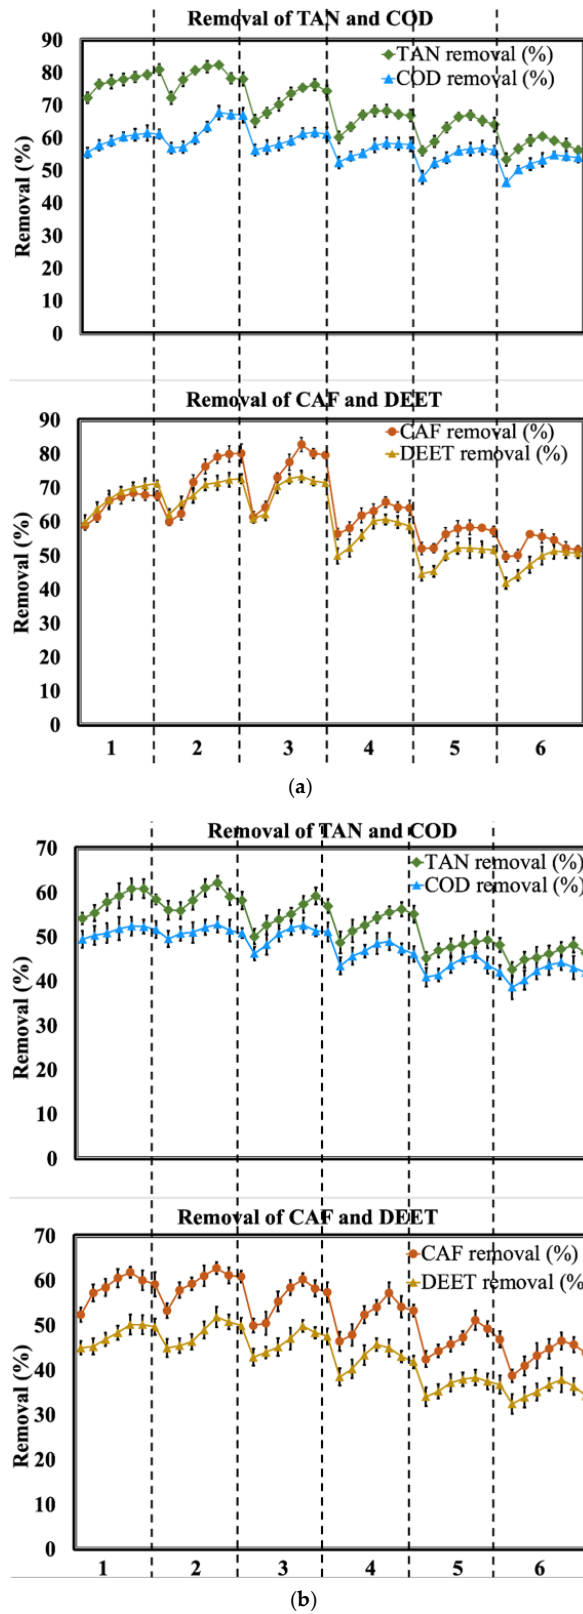 Removal of TAN and COD
90
80
70
60
50
40
30
20
10
0
Removal (%)
TAN removal (%)
COD removal (%)
Removal of CAF and DEET
90
80
70
60
50
40
30
20
10
0
Removal (%)
CAF removal (%)
DEET removal (%)
1 2 3 4 5 6
(a)
Removal of TAN and COD
70
60
50
40
30
20
10
0
Removal (%)
TAN removal (%)
COD removal (%)
Removal of CAF and DEET
70
60
50
40
30
20
10
0
Removal (%)
CAF removal (%)
DEET removal (%
1 2 3 4 5 6
(b)